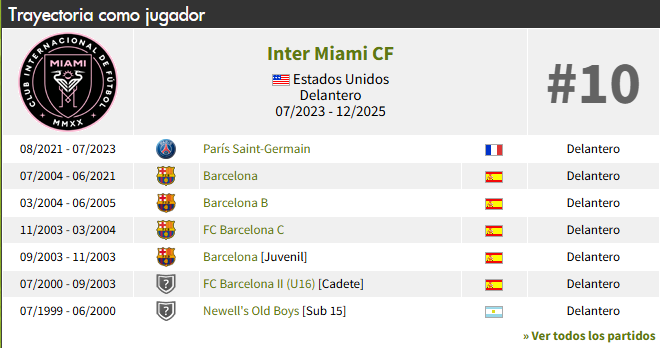 Trayectoria como jugador
CLUB INTERNACIONAL DE FÚTBOL
MIAMI
MMXX
Inter Miami CF
Estados Unidos
Delantero
07/2023 - 12/2025
#10
08/2021 - 07/2023 París Saint-Germain Delantero
07/2004 - 06/2021 Barcelona Delantero
03/2004 - 06/2005 Barcelona B Delantero
11/2003 - 03/2004 FC Barcelona C Delantero
09/2003 - 11/2003 Barcelona [Juvenil] Delantero
07/2000 - 09/2003 ? FC Barcelona II (U16) [Cadete] Delantero
07/1999 - 06/2000 ? Newell's Old Boys [Sub 15] Delantero
» Ver todos los partidos